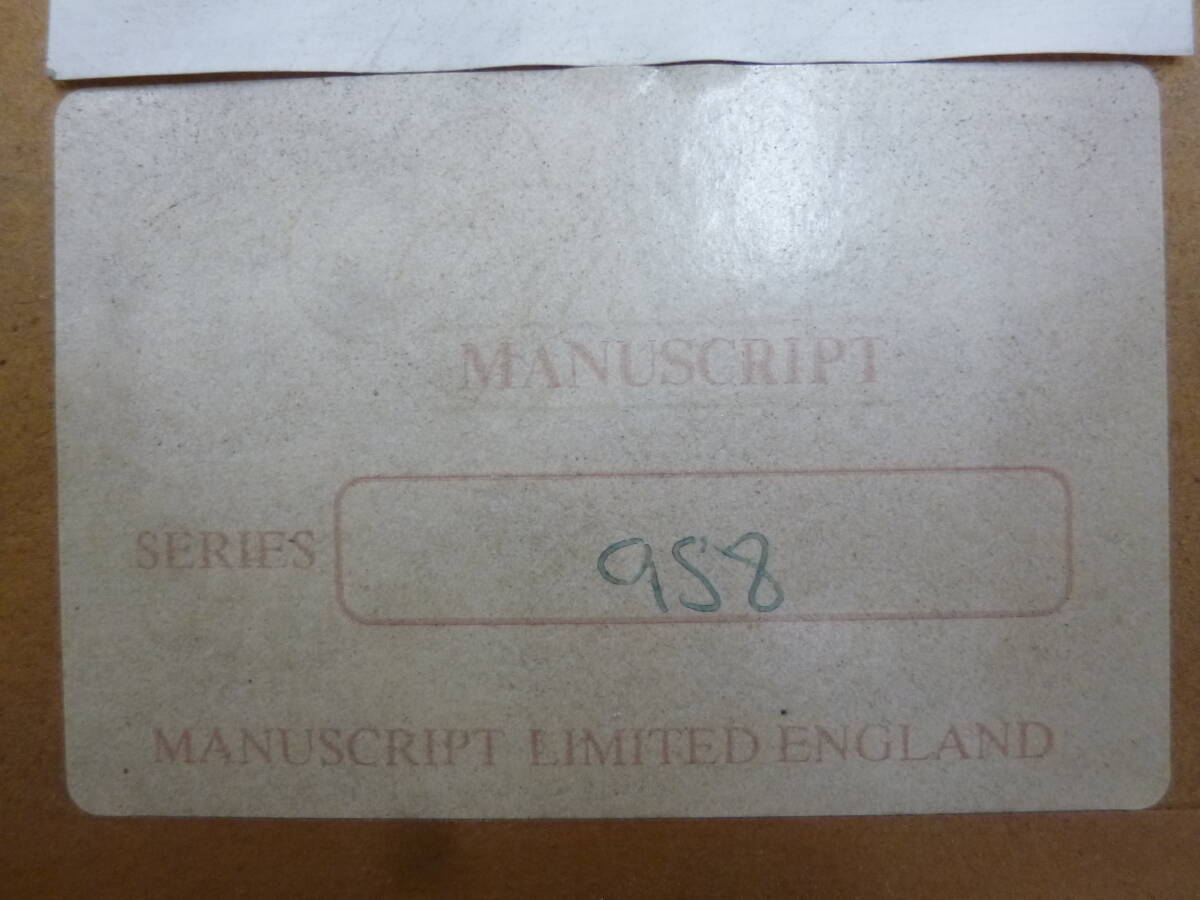 MANUSCRIPT
SERIES 958
MANUSCRIPT LIMITED ENGLAND